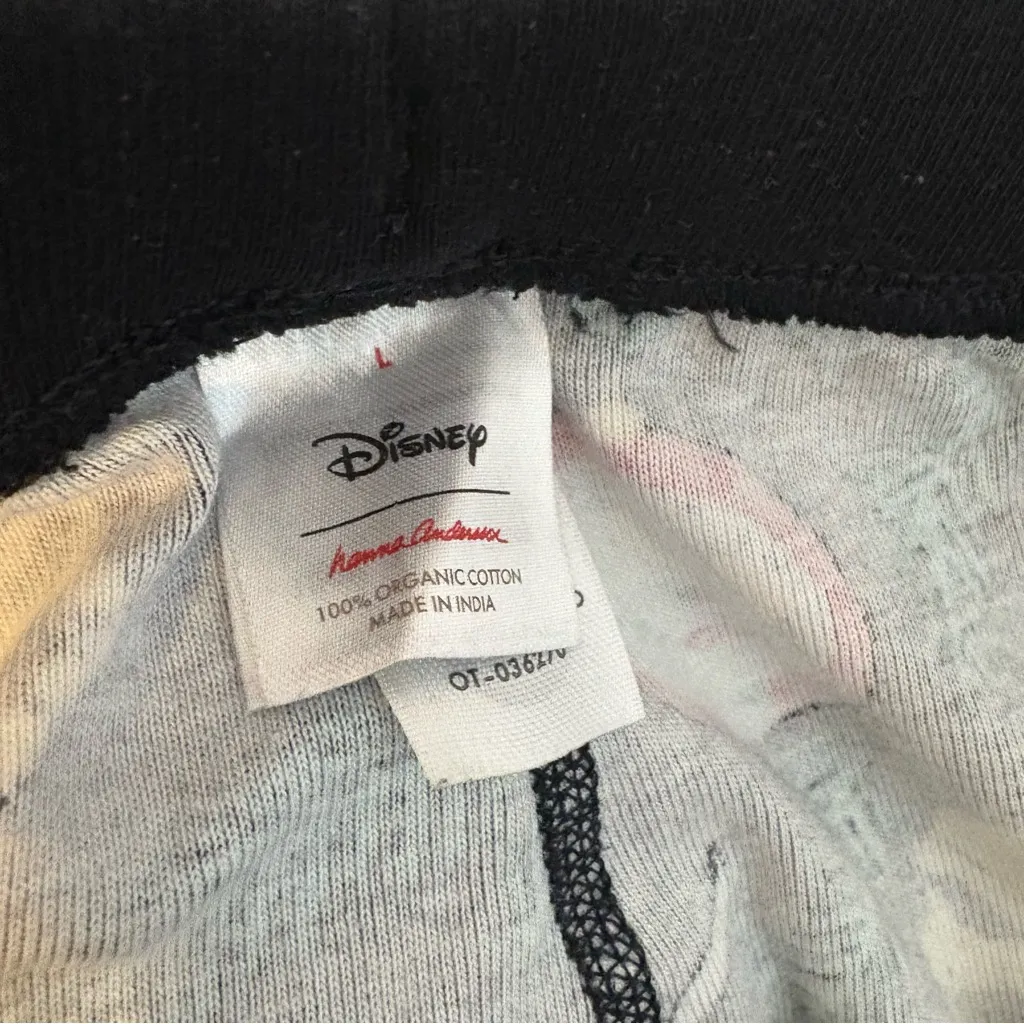 L
Disney
hanna andersson
100% ORGANIC COTTON
MADE IN INDIA